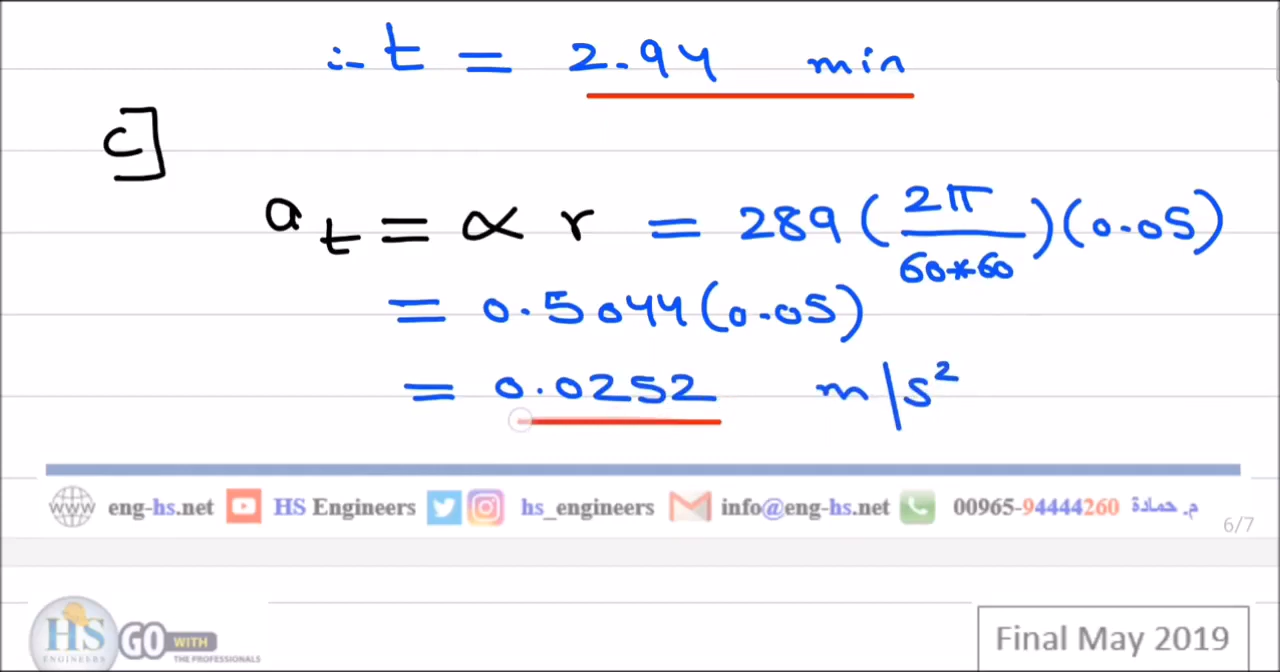 ∴ t = 2.94 min
C]
a_t = α r = 289 (2π / 60*60)(0.05)
= 0.5044 (0.05)
= 0.0252 m/s²
www eng-hs.net HS Engineers hs_engineers info@eng-hs.net 00965-94444260 م. حمادة
6/7
HS ENGINEERS GO WITH THE PROFESSIONALS
Final May 2019